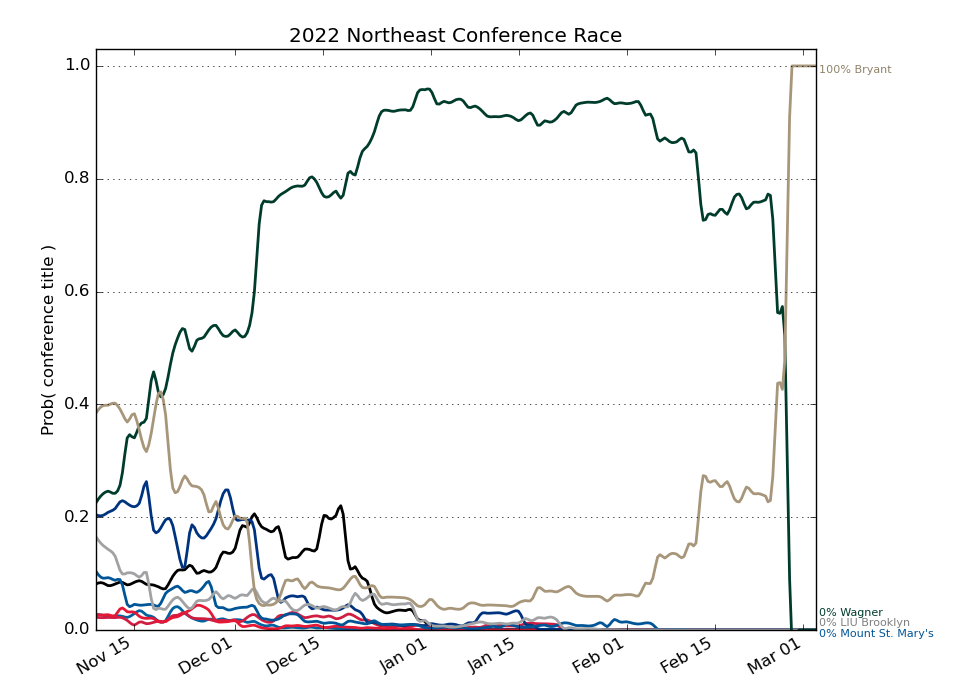 2022 Northeast Conference Race
Prob( conference title )
1.0
0.8
0.6
0.4
0.2
0.0
Nov 15
Dec 01
Dec 15
Jan 01
Jan 15
Feb 01
Feb 15
Mar 01
100% Bryant
0% Wagner
0% LIU Brooklyn
0% Mount St. Mary's